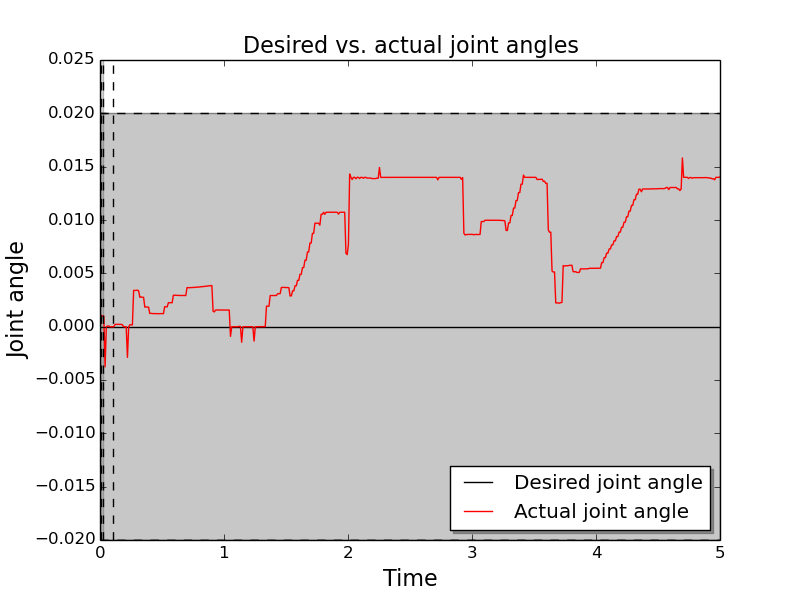 Desired vs. actual joint angles
0.025
0.020
0.015
0.010
0.005
0.000
−0.005
−0.010
−0.015
−0.020
Joint angle
Desired joint angle
Actual joint angle
0 1 2 3 4 5
Time